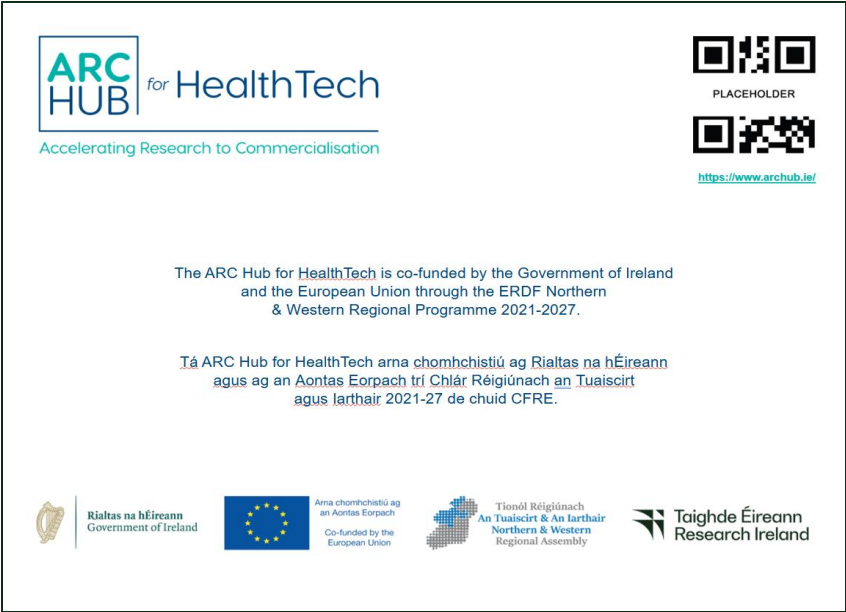 ARC
HUB
for HealthTech
Accelerating Research to Commercialisation
PLACEHOLDER
https://www.archub.ie/
The ARC Hub for HealthTech is co-funded by the Government of Ireland
and the European Union through the ERDF Northern
& Western Regional Programme 2021-2027.
Tá ARC Hub for HealthTech arna chomhchistiú ag Rialtas na hÉireann
agus ag an Aontas Eorpach trí Chlár Réigiúnach an Tuaiscirt
agus Iarthair 2021-27 de chuid CFRE.
Rialtas na hÉireann
Government of Ireland
Arna chomhchistiú ag
an Aontas Eorpach
Co-funded by the
European Union
Tionól Réigiúnach
An Tuaiscirt & An Iarthair
Northern & Western
Regional Assembly
Taighde Éireann
Research Ireland